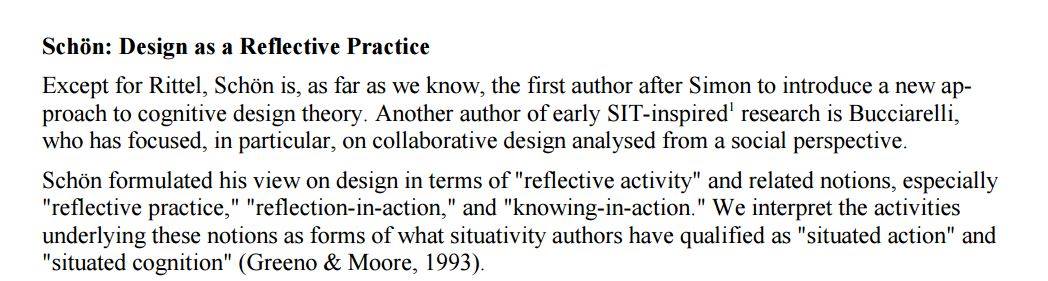 Schön: Design as a Reflective Practice
Except for Rittel, Schön is, as far as we know, the first author after Simon to introduce a new ap-
proach to cognitive design theory. Another author of early SIT-inspired¹ research is Bucciarelli,
who has focused, in particular, on collaborative design analysed from a social perspective.
Schön formulated his view on design in terms of "reflective activity" and related notions, especially
"reflective practice," "reflection-in-action," and "knowing-in-action." We interpret the activities
underlying these notions as forms of what situativity authors have qualified as "situated action" and
"situated cognition" (Greeno & Moore, 1993).